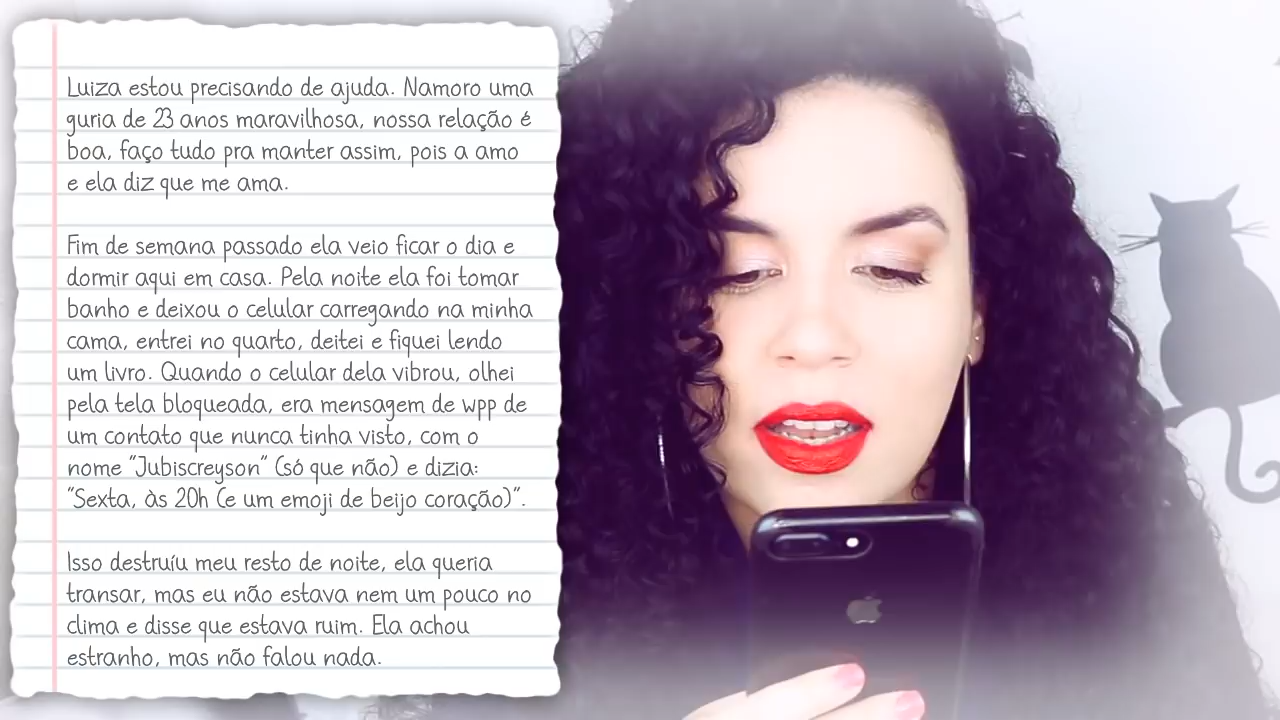 Luiza estou precisando de ajuda. Namoro uma
guria de 23 anos maravilhosa, nossa relação é
boa, faço tudo pra manter assim, pois a amo
e ela diz que me ama.
Fim de semana passado ela veio ficar o dia e
dormir aqui em casa. Pela noite ela foi tomar
banho e deixou o celular carregando na minha
cama, entrei no quarto, deitei e fiquei lendo
um livro. Quando o celular dela vibrou, olhei
pela tela bloqueada, era mensagem de wpp de
um contato que nunca tinha visto, com o
nome "Jubiscreyson" (só que não) e dizia:
"Sexta, às 20h (e um emoji de beijo coração)".
Isso destruíu meu resto de noite, ela queria
transar, mas eu não estava nem um pouco no
clima e disse que estava ruim. Ela achou
estranho, mas não falou nada.